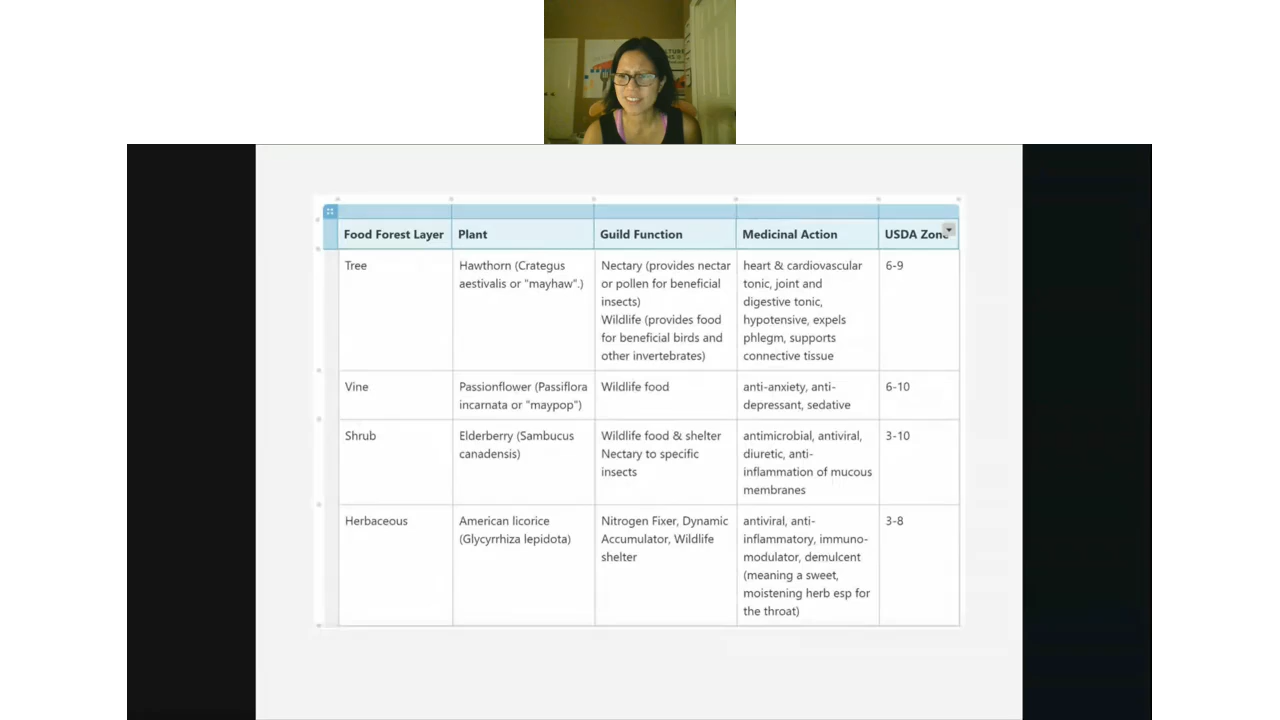 TURE
Food Forest Layer Plant Guild Function Medicinal Action USDA Zone
Tree
Hawthorn (Crategus
aestivalis or "mayhaw".)
Nectary (provides nectar
or pollen for beneficial
insects)
Wildlife (provides food
for beneficial birds and
other invertebrates)
heart & cardiovascular
tonic, joint and
digestive tonic,
hypotensive, expels
phlegm, supports
connective tissue
6-9
Vine
Passionflower (Passiflora
incarnata or "maypop")
Wildlife food
anti-anxiety, anti-
depressant, sedative
6-10
Shrub
Elderberry (Sambucus
canadensis)
Wildlife food & shelter
Nectary to specific
insects
antimicrobial, antiviral,
diuretic, anti-
inflammation of mucous
membranes
3-10
Herbaceous
American licorice
(Glycyrrhiza lepidota)
Nitrogen Fixer, Dynamic
Accumulator, Wildlife
shelter
antiviral, anti-
inflammatory, immuno-
modulator, demulcent
(meaning a sweet,
moistening herb esp for
the throat)
3-8